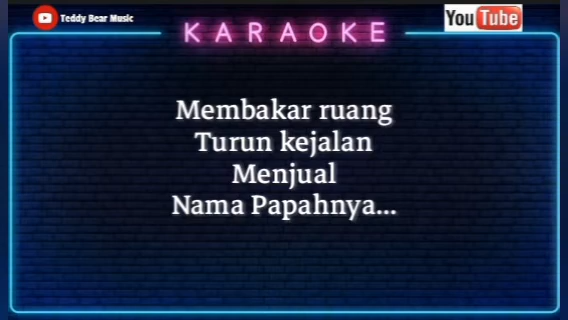 Teddy Bear Music
YouTube
KARAOKE
Membakar ruang
Turun kejalan
Menjual
Nama Papahnya...